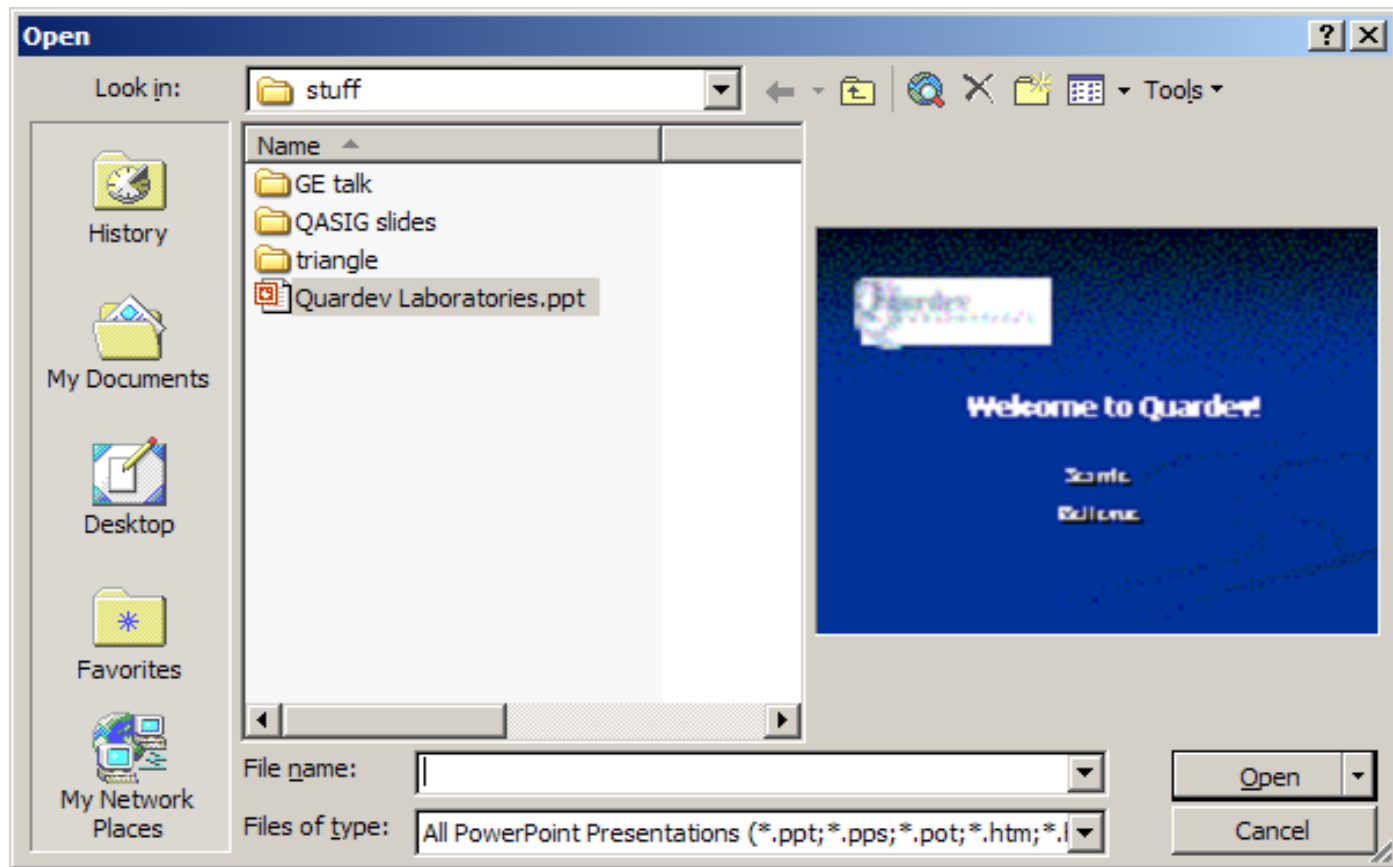 Open
Look in:
stuff
Tools
Name
GE talk
QASIG slides
triangle
Quardev Laboratories.ppt
History
My Documents
Desktop
Favorites
My Network
Places
Quardev
Welcome to Quardev!
File name:
Open
Files of type:
All PowerPoint Presentations (*.ppt;*.pps;*.pot;*.htm;*.
Cancel